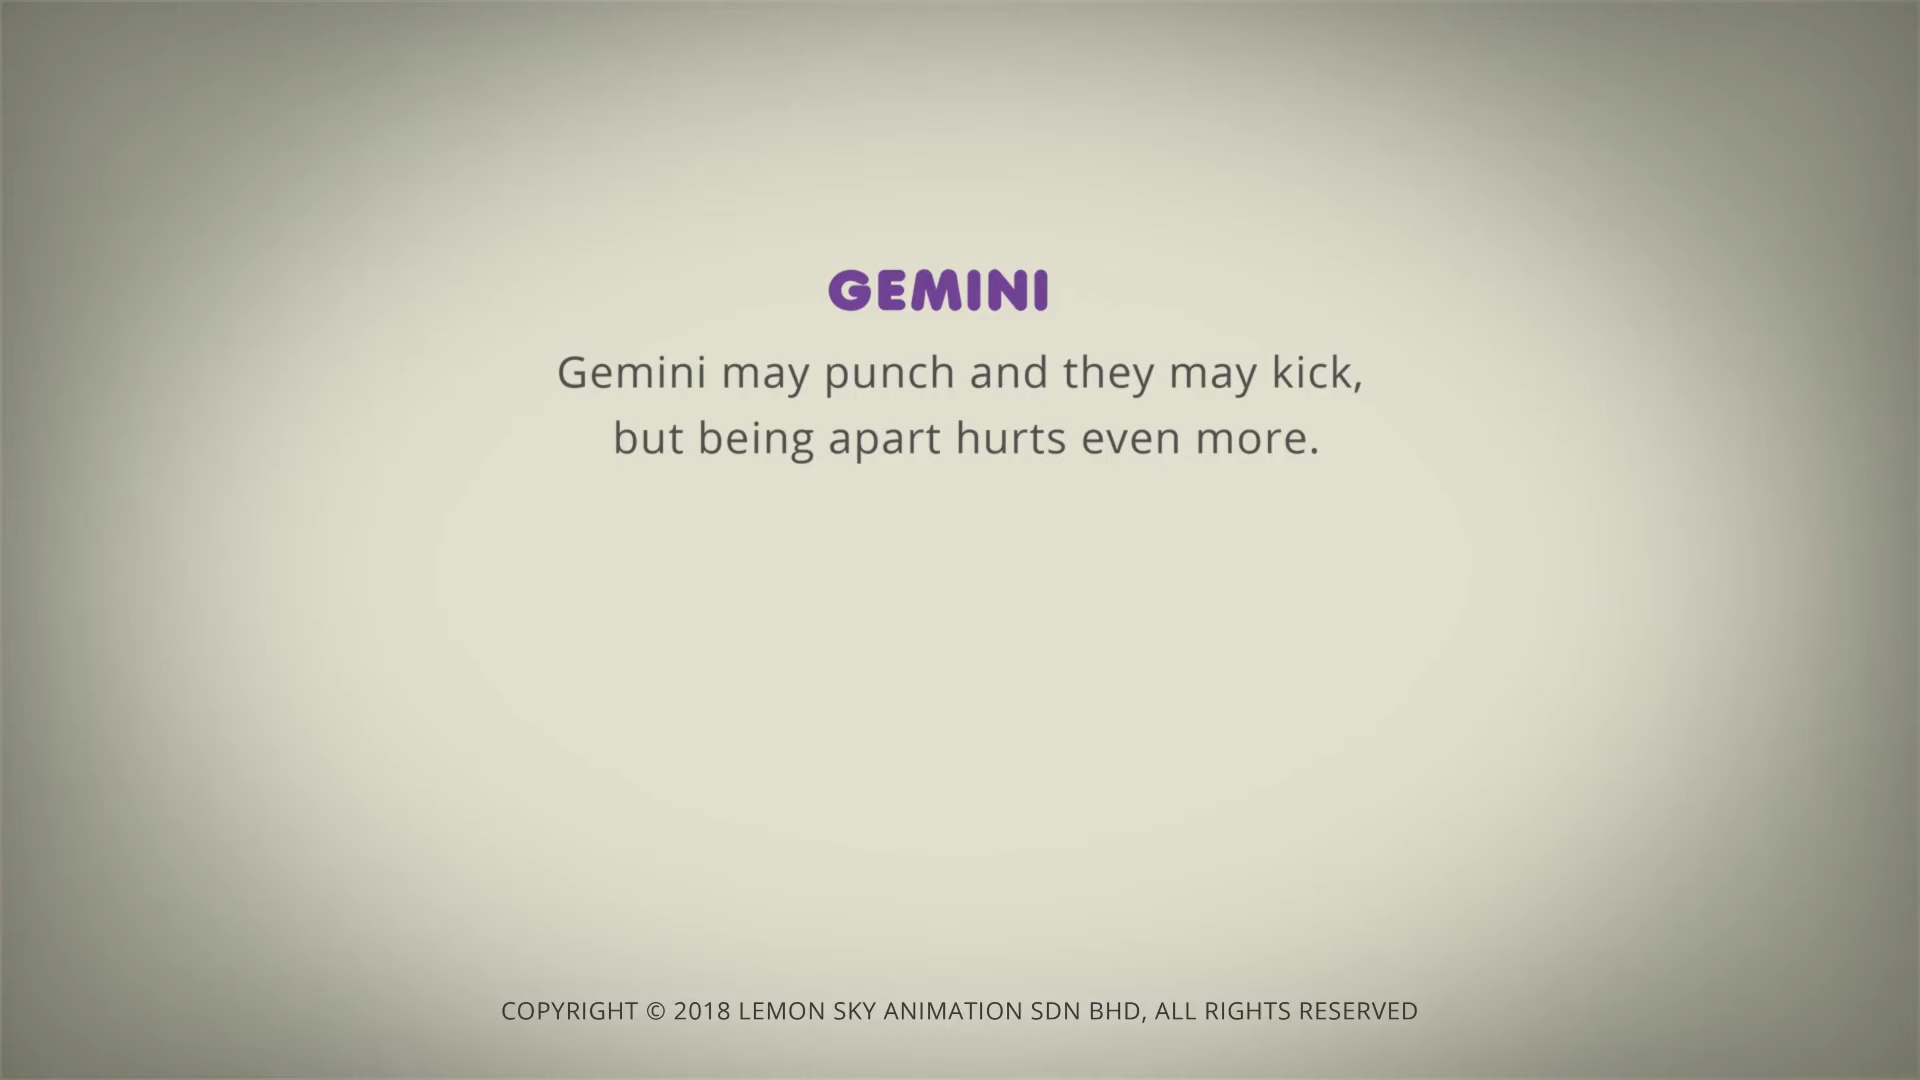 GEMINI
Gemini may punch and they may kick,
but being apart hurts even more.
COPYRIGHT © 2018 LEMON SKY ANIMATION SDN BHD, ALL RIGHTS RESERVED